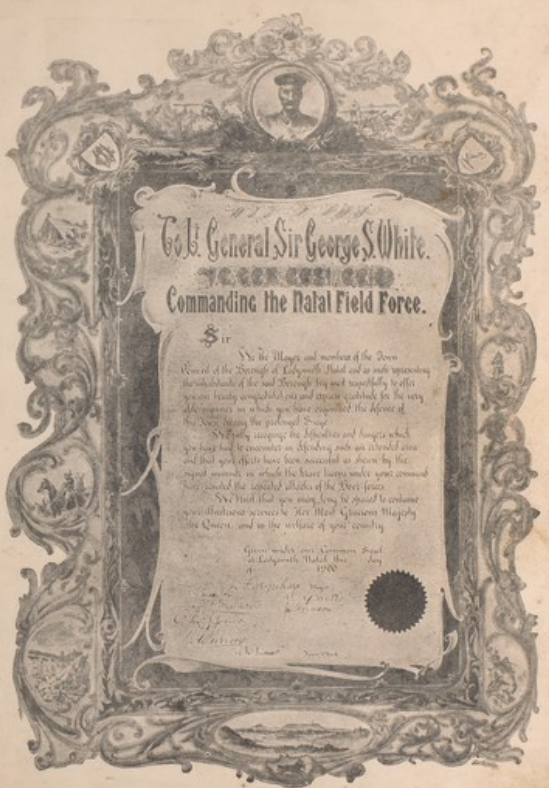 To Lt. General Sir George S. White.
Commanding the Natal Field Force.
Sir
We the Mayor and members of the Town
Council of the Borough of Ladysmith Natal and as such representing
the inhabitants of the said Borough beg most respectfully to offer
you our hearty congratulations and express gratitude for the very
able manner in which you have organised the defence of
this Town during the prolonged Siege
We fully recognise the difficulties and dangers which
you have had to encounter in defending such an extended area
and that your efforts have been successful as shown by the
manner in which the brave troops under your command
have repulsed the repeated attacks of the Boer forces
We trust that you may long be spared to continue
your illustrious services to Her Most Gracious Majesty
the Queen, and in the welfare of your country.
Given under our Common Seal
at Ladysmith Natal this day
of 1900
Farquhar Mayor